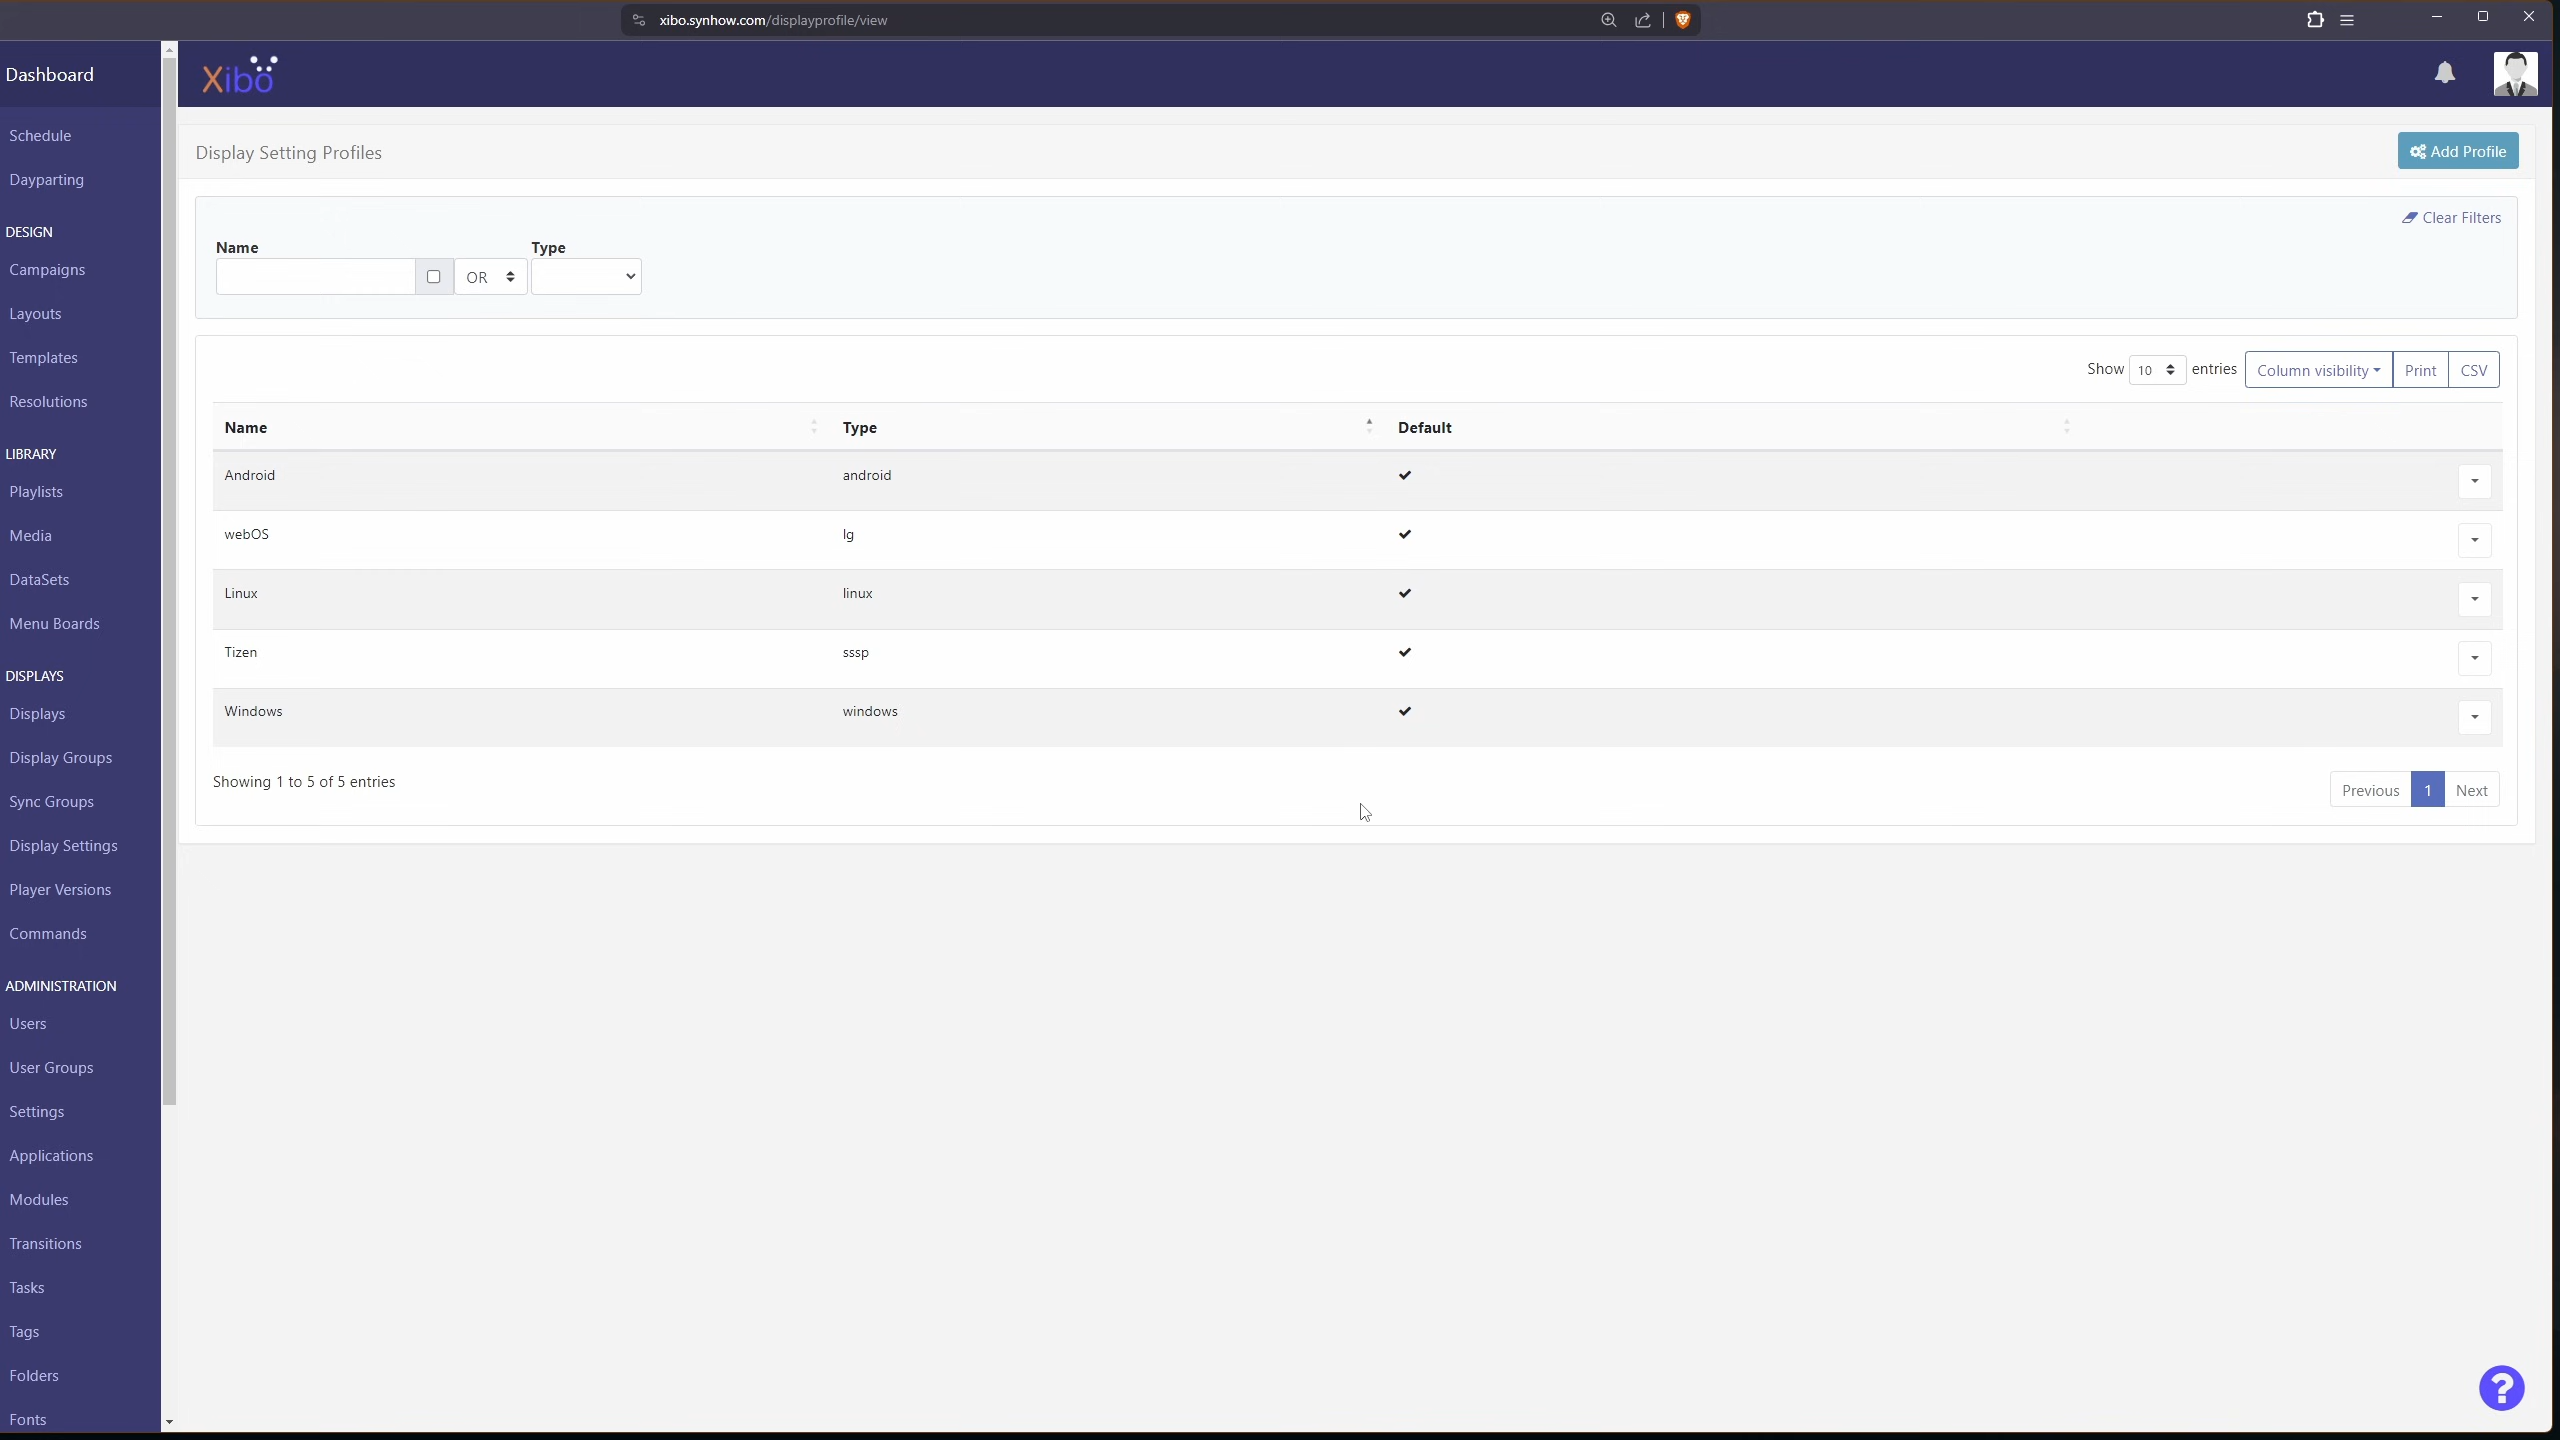 xibo.synhow.com/displayprofile/view
Dashboard
Xibo
Schedule
Dayparting
DESIGN
Campaigns
Layouts
Templates
Resolutions
LIBRARY
Playlists
Media
DataSets
Menu Boards
DISPLAYS
Displays
Display Groups
Sync Groups
Display Settings
Player Versions
Commands
ADMINISTRATION
Users
User Groups
Settings
Applications
Modules
Transitions
Tasks
Tags
Folders
Fonts
Display Setting Profiles
Add Profile
Clear Filters
Name Type
OR
Show 10 entries Column visibility Print CSV
Name Type Default
Android android
webOS lg
Linux linux
Tizen sssp
Windows windows
Showing 1 to 5 of 5 entries
Previous 1 Next
?